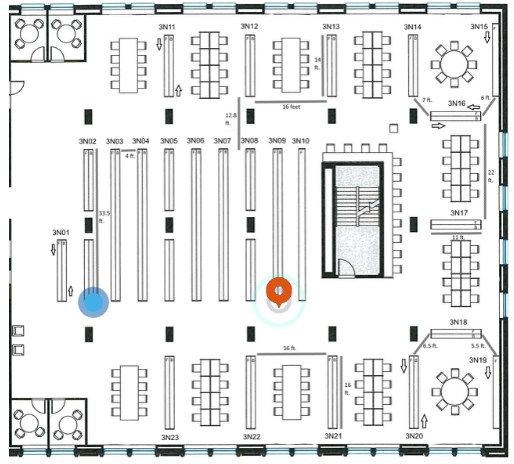 3N11
3N12
3N13
3N14
3N15
14
ft.
7 ft.
3N16
6 ft.
16 feet
12.8
ft.
3N02
3N03
3N04
3N05
3N06
3N07
3N08
3N09
3N10
4 ft.
22
ft.
33.5
ft.
3N17
11 ft.
3N01
3N18
6.5 ft.
5.5 ft.
16 ft.
3N19
16
ft.
3N23
3N22
3N21
3N20